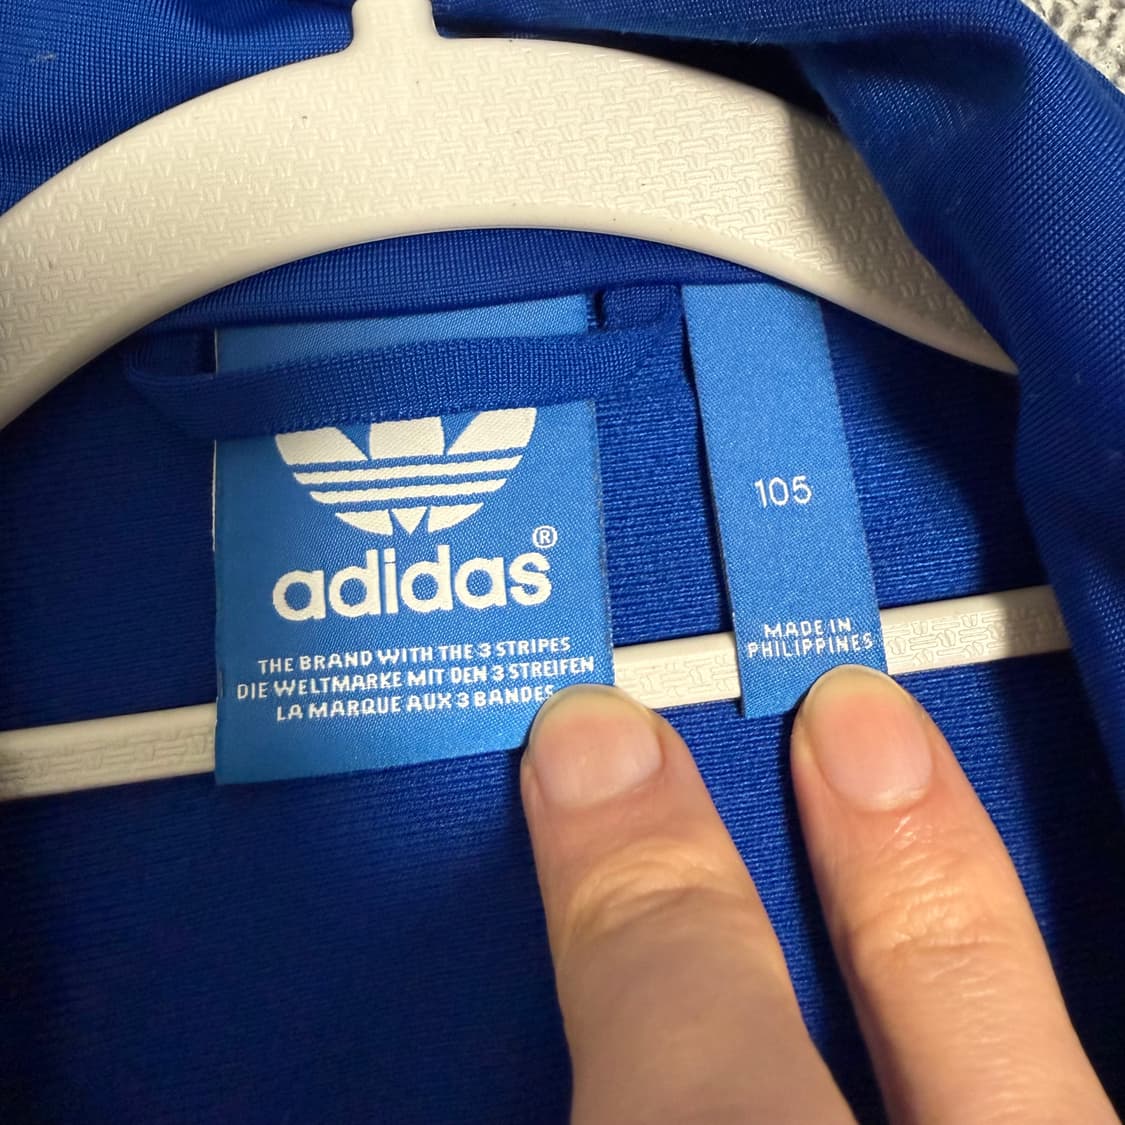 adidas®
THE BRAND WITH THE 3 STRIPES
DIE WELTMARKE MIT DEN 3 STREIFEN
LA MARQUE AUX 3 BANDES
105
MADE IN
PHILIPPINES